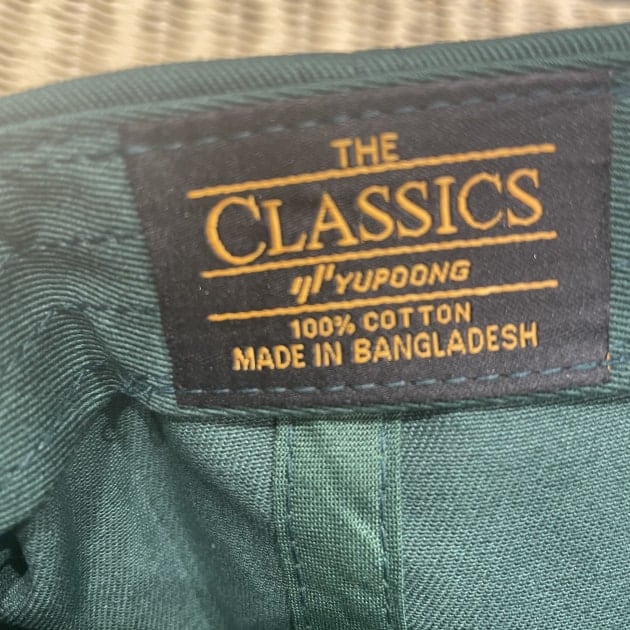 THE
CLASSICS
YUPOONG
100% COTTON
MADE IN BANGLADESH